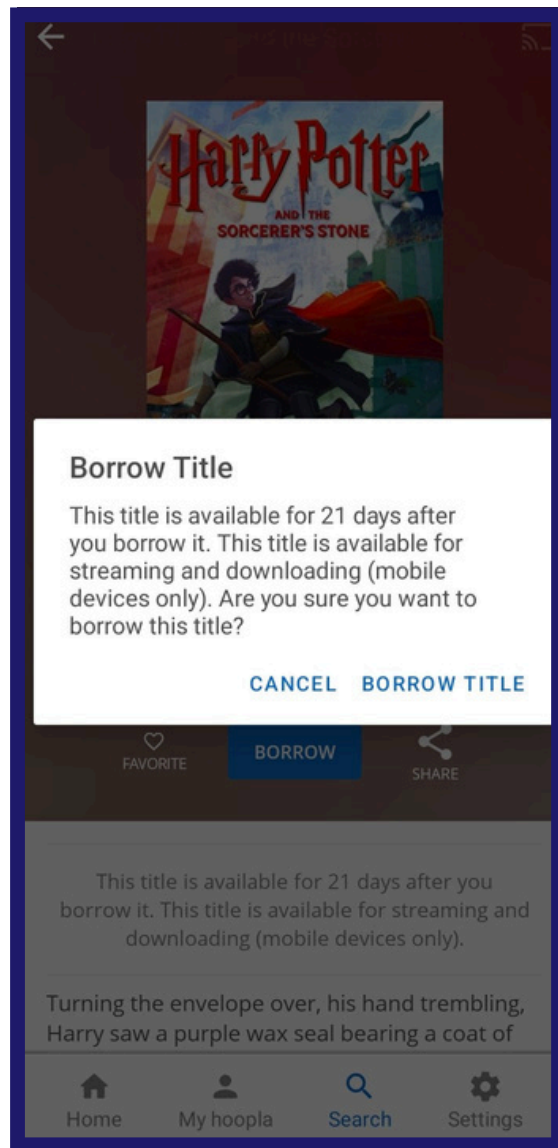 Harry Potter
AND THE
SORCERER'S STONE
Borrow Title
This title is available for 21 days after
you borrow it. This title is available for
streaming and downloading (mobile
devices only). Are you sure you want to
borrow this title?
CANCEL BORROW TITLE
FAVORITE BORROW SHARE
This title is available for 21 days after you
borrow it. This title is available for streaming and
downloading (mobile devices only).
Turning the envelope over, his hand trembling,
Harry saw a purple wax seal bearing a coat of
Home My hoopla Search Settings